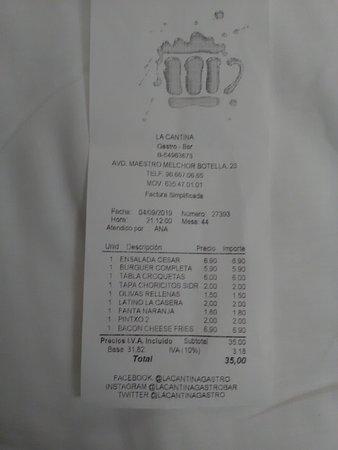 LA CANTINA
Gastro - Bar
B-54963675
AVD. MAESTRO MELCHOR BOTELLA, 23
TELF. 96.667.06.65
MOV. 635.47.01.01
Factura Simplificada
Fecha: 04/09/2019 Número: 27393
Hora: 21:12:00 Mesa: 44
Atendido por: ANA
Unid Descripción Precio Importe
1 ENSALADA CESAR 6,90 6,90
1 BURGUER COMPLETA 5,90 5,90
1 TABLA CROQUETAS 6,00 6,00
1 TAPA CHORICITOS SIDR 2,00 2,00
1 OLIVAS RELLENAS 1,50 1,50
1 LATINO LA CASERA 2,00 2,00
1 FANTA NARANJA 1,80 1,80
1 PINTXO 2 2,00 2,00
1 BACON CHEESE FRIES 6,90 6,90
Precios I.V.A. Incluido Subtotal 35,00
Base 31,82 IVA (10%) 3,18
Total 35,00
FACEBOOK: @LACANTINAGASTRO
INSTAGRAM @LACANTINAGASTROBAR
TWITTER @LACANTINAGASTRO